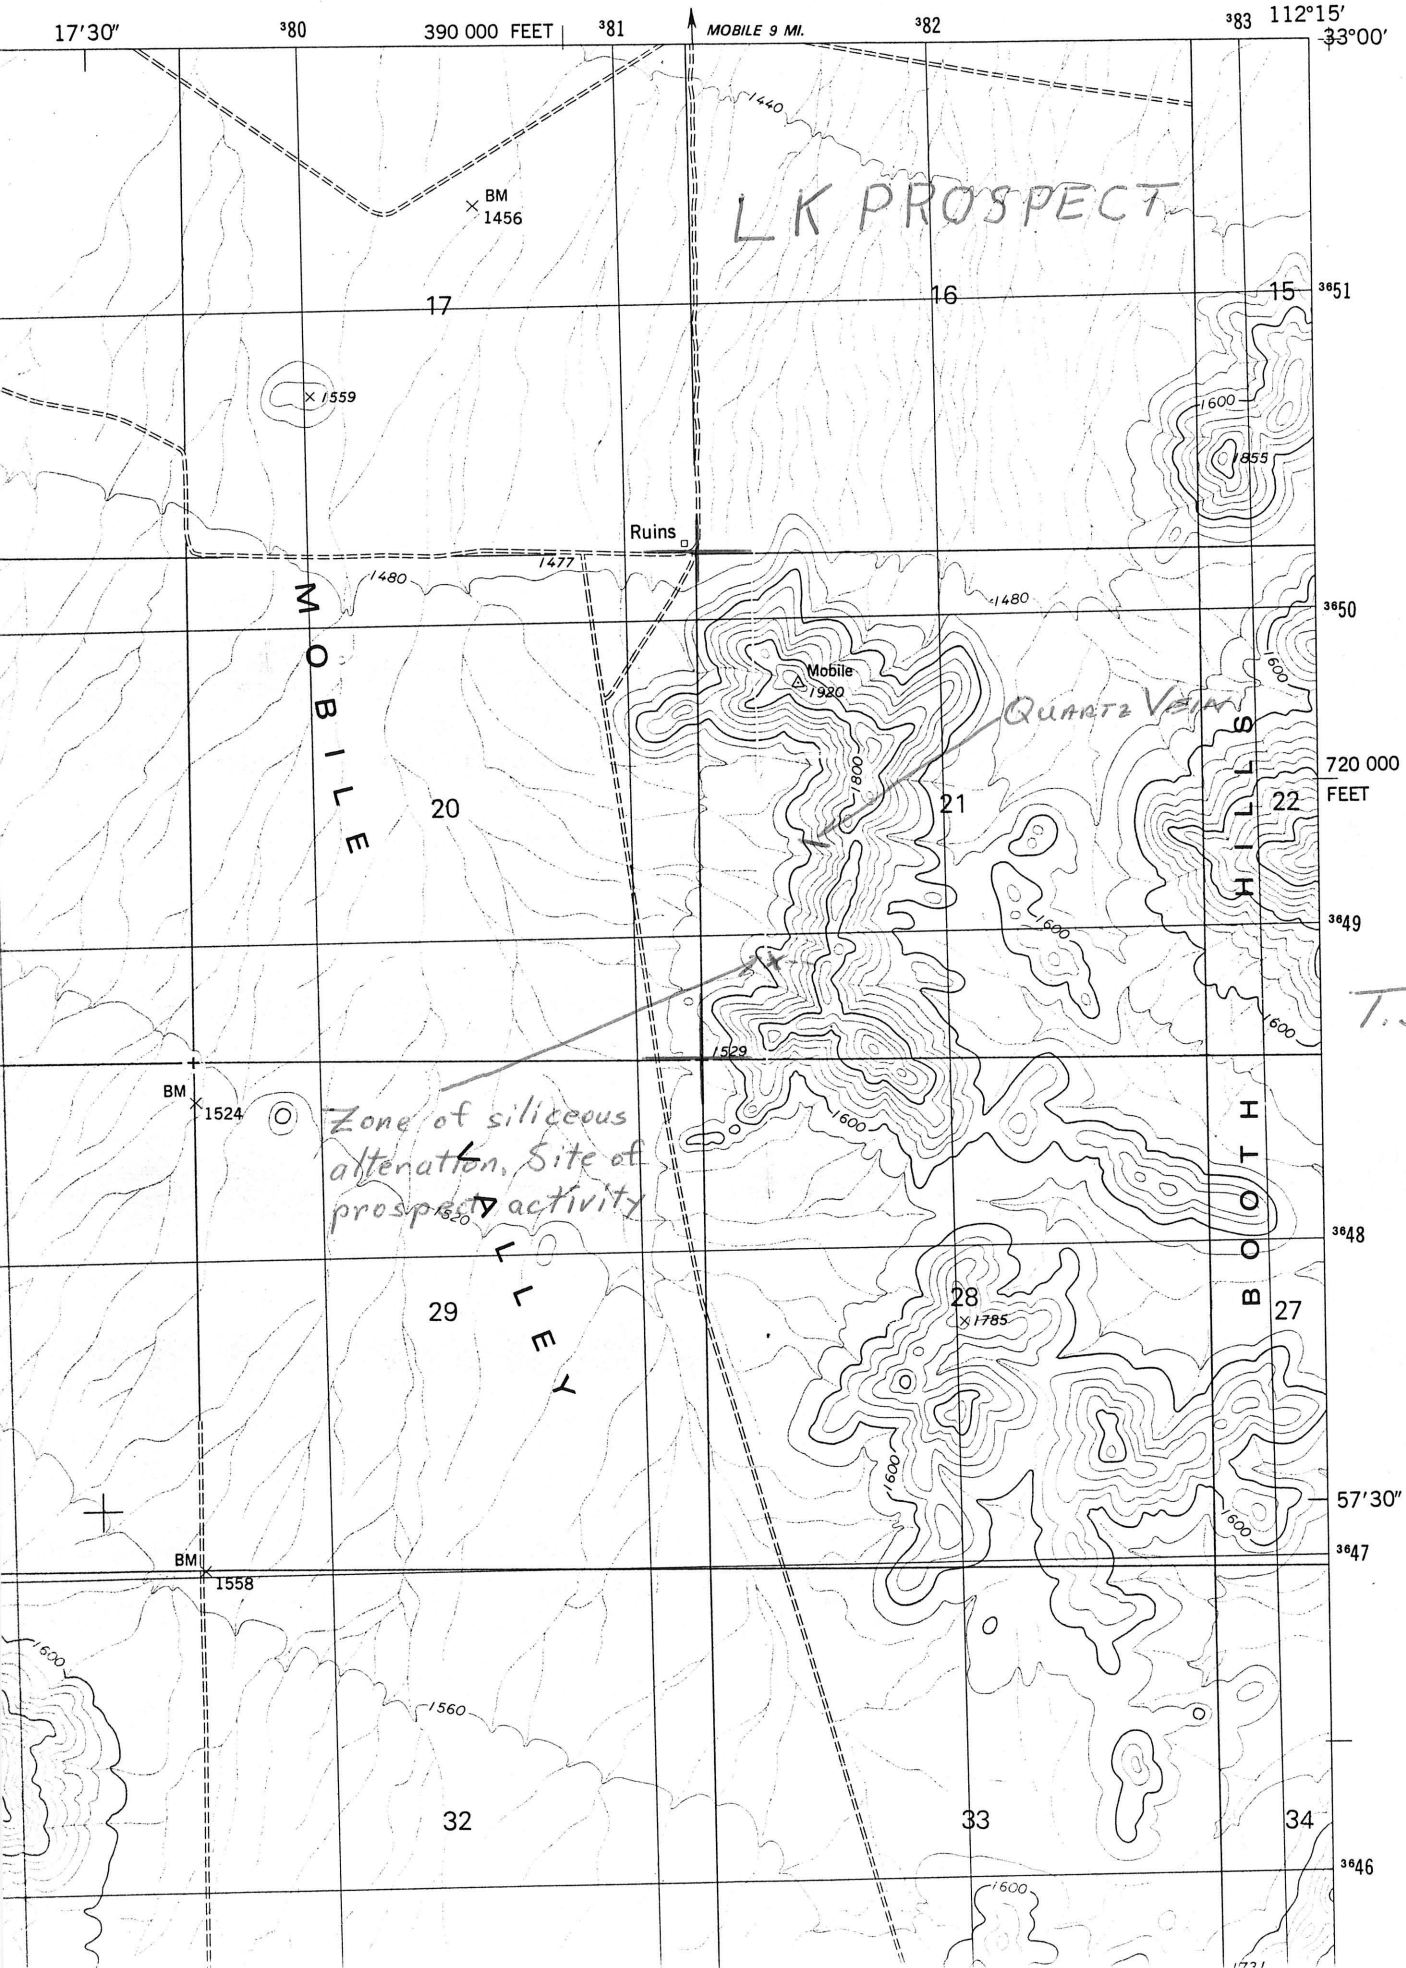 17'30" ³80 390 000 FEET ³81 MOBILE 9 MI. ³82 ³83 112°15'
33°00'
1440
BM
1456
LK PROSPECT
17
16
15
³⁶51
1559
1600
1855
Ruins
1477
1480
1480
³⁶50
MOBILE
1600
Mobile
1920
QUARTZ VEIN
720 000
FEET
1800
20
21
22
³⁶49
1600
1600
T.
1529
BM
1524
Zone of siliceous
alteration, Site of
prospect activity
1520
VALLEY
1600
³⁶48
BOOTH HILLS
29
28
1785
27
1600
1600
57'30"
³⁶47
BM
1558
1600
1560
32
33
34
³⁶46
1600
1731